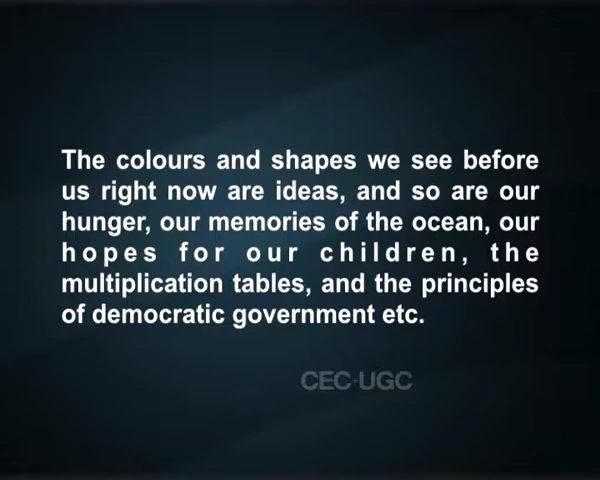 The colours and shapes we see before
us right now are ideas, and so are our
hunger, our memories of the ocean, our
hopes for our children, the
multiplication tables, and the principles
of democratic government etc.
CEC-UGC